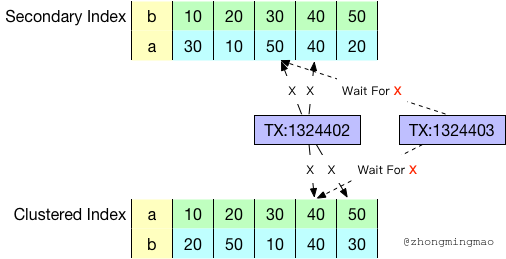 Secondary Index b 10 20 30 40 50
a 30 10 50 40 20
X X Wait For X
TX:1324402 TX:1324403
X X Wait For X
Clustered Index a 10 20 30 40 50
b 20 50 10 40 30
@zhongmingmao